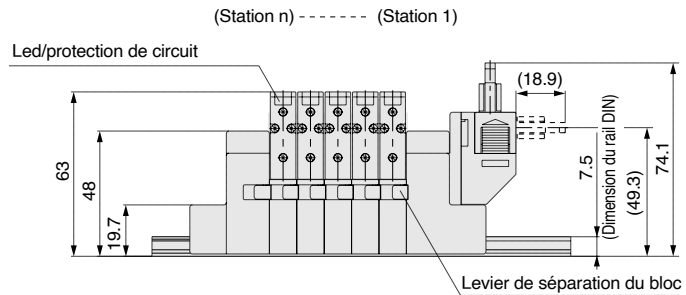 (Station n) ------- (Station 1)
Led/protection de circuit
(18.9)
63
48
19.7
7.5
(Dimension du rail DIN)
(49.3)
74.1
Levier de séparation du bloc